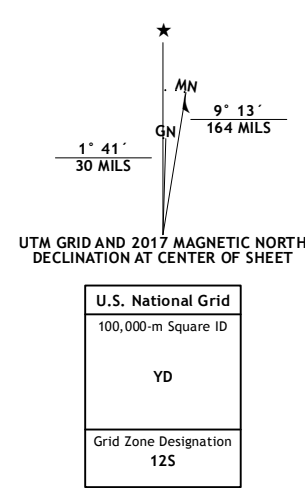 ★
MN
9° 13´
164 MILS
GN
1° 41´
30 MILS
UTM GRID AND 2017 MAGNETIC NORTH
DECLINATION AT CENTER OF SHEET
U.S. National Grid
100,000-m Square ID
YD
Grid Zone Designation
12S